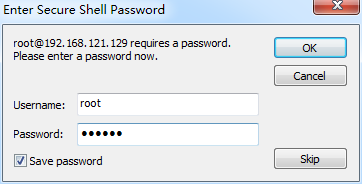 Enter Secure Shell Password
root@192.168.121.129 requires a password.
Please enter a password now.
OK
Cancel
Username: root
Password: ●●●●●●
Save password
Skip